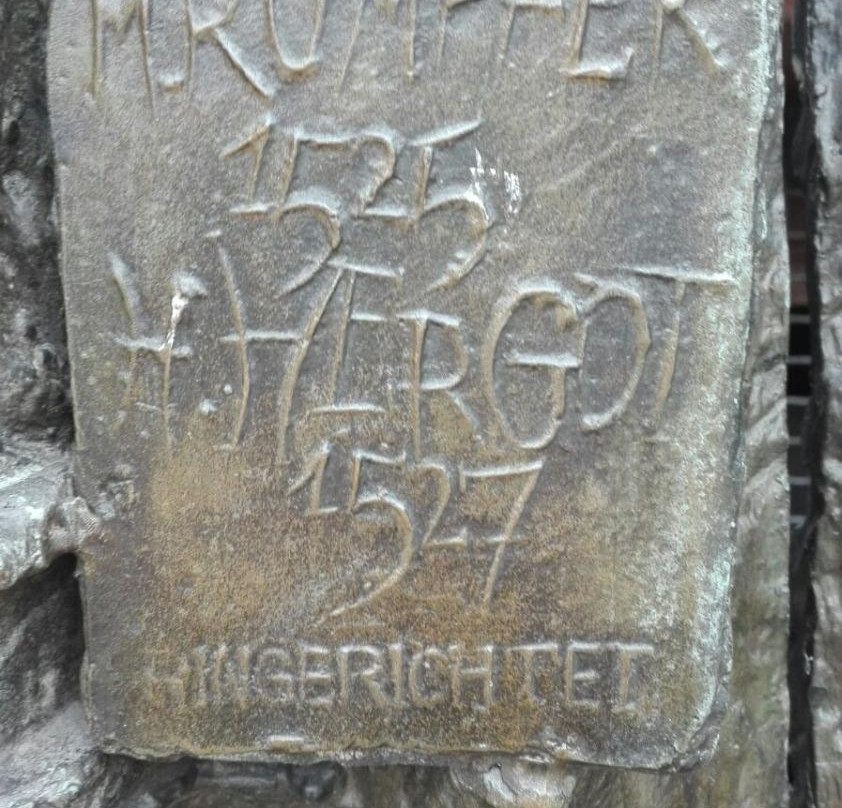 M.RUMPFER
1525
H.HERGOT
1527
HINGERICHTET